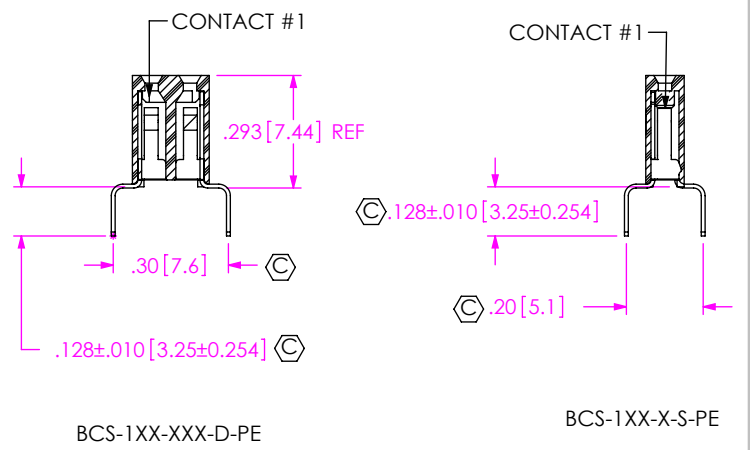 CONTACT #1
.293[7.44] REF
.30[7.6] C
.128±.010[3.25±0.254] C
BCS-1XX-XXX-D-PE
CONTACT #1
C .128±.010[3.25±0.254]
C .20[5.1]
BCS-1XX-X-S-PE